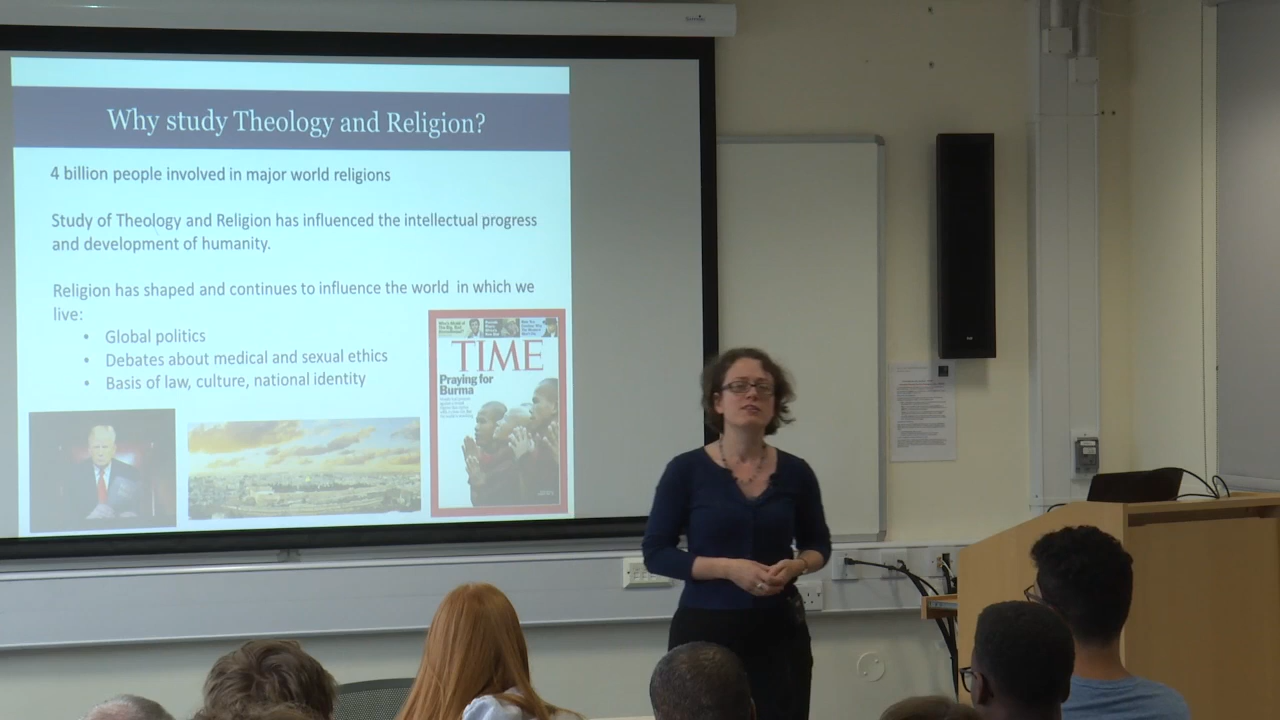 Why study Theology and Religion?
4 billion people involved in major world religions
Study of Theology and Religion has influenced the intellectual progress
and development of humanity.
Religion has shaped and continues to influence the world in which we
live:
• Global politics
• Debates about medical and sexual ethics
• Basis of law, culture, national identity
TIME
Praying for
Burma